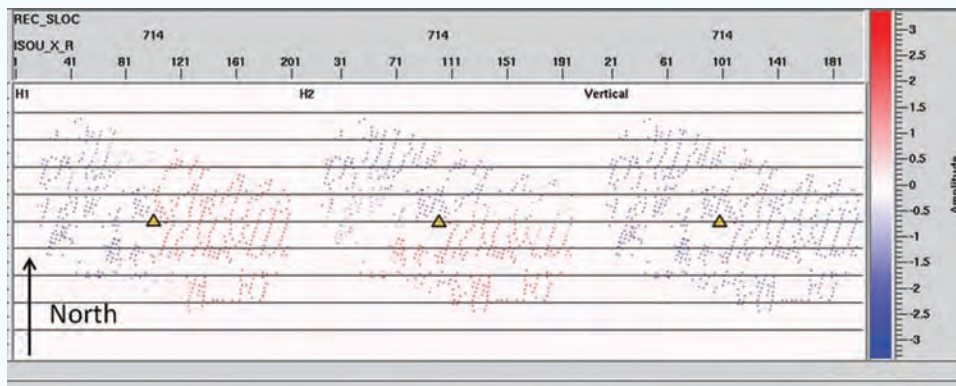 REC_SLOC
714 714 714
ISOU_X_R
1 41 81 121 161 201 31 71 111 151 191 21 61 101 141 181
H1 H2 Vertical
North
3
2.5
2
1.5
1
0.5
0
-0.5
-1
-1.5
-2
-2.5
-3
Amplitude